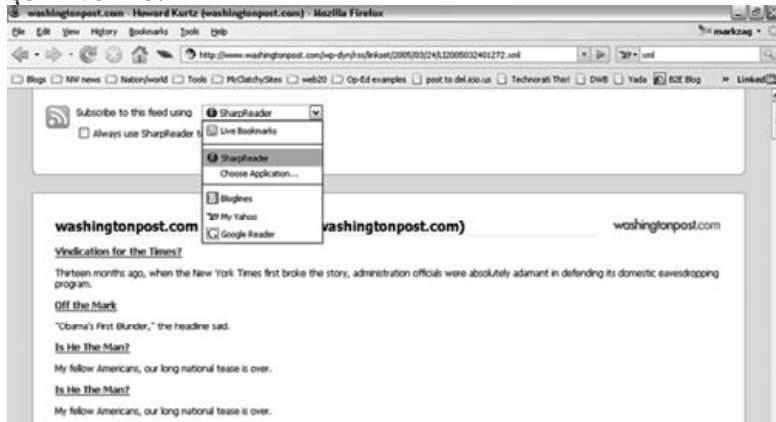 washingtonpost.com - Howard Kurtz (washingtonpost.com) - Mozilla Firefox
File Edit View History Bookmarks Tools Help
markzag
http://www.washingtonpost.com/wp-dyn/rss/linkset/2005/03/24/LI2005032401272.xml
xml
Blogs NW news Nation/world Tools McClatchySites web20 Op-Ed examples post to del.icio.us Technorati This! DWB Yada B2E Blog » Linked
Subscribe to this feed using SharpReader
Always use SharpReader t
Live Bookmarks
SharpReader
Choose Application...
Bloglines
My Yahoo
Google Reader
washingtonpost.com washingtonpost.com) washingtonpost.com
Vindication for the Times?
Thirteen months ago, when the New York Times first broke the story, administration officials were absolutely adamant in defending its domestic eavesdropping
program.
Off the Mark
"Obama's First Blunder," the headline said.
Is He The Man?
My fellow Americans, our long national tease is over.
Is He The Man?
My fellow Americans, our long national tease is over.